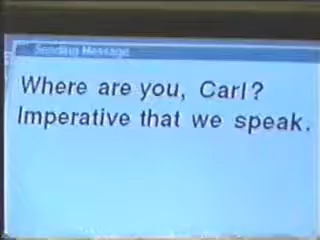 Sending Message
Where are you, Carl?
Imperative that we speak.